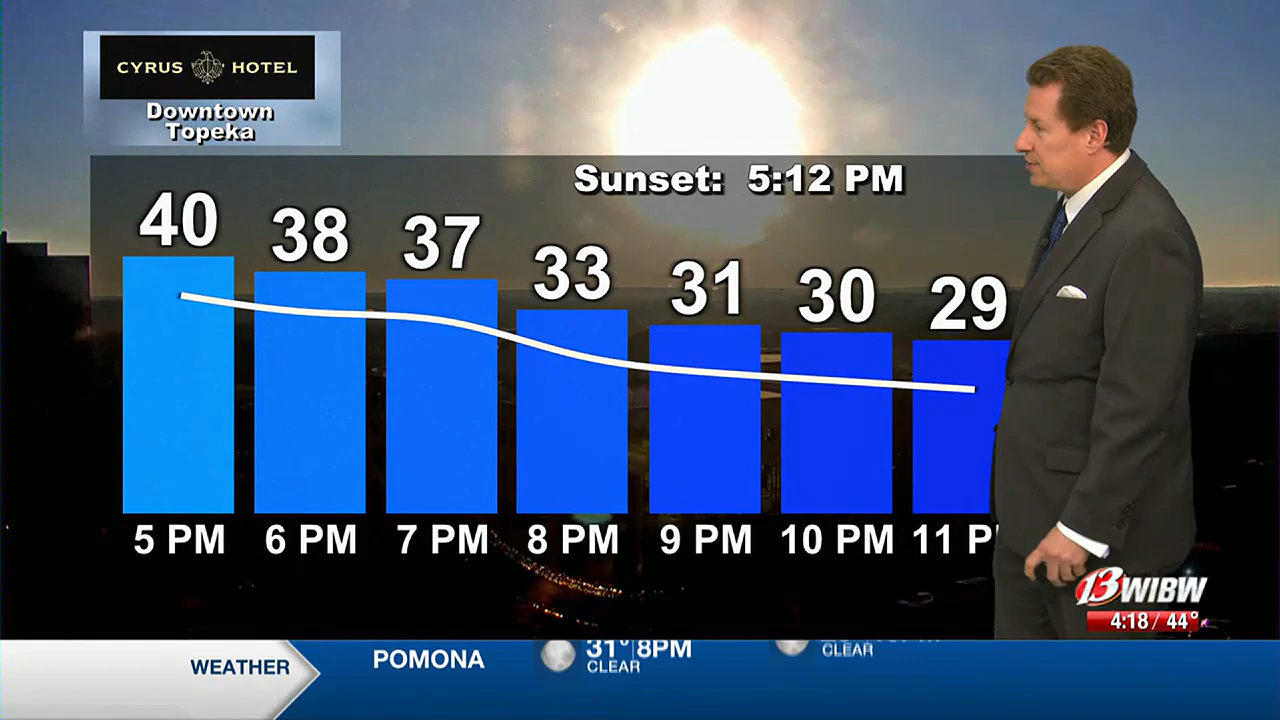 CYRUS HOTEL
Downtown
Topeka
Sunset: 5:12 PM
40 38 37 33 31 30 29
5 PM 6 PM 7 PM 8 PM 9 PM 10 PM 11 P
13 WIBW
4:18 / 44°
WEATHER
POMONA
31° 8PM
CLEAR
CLEAR